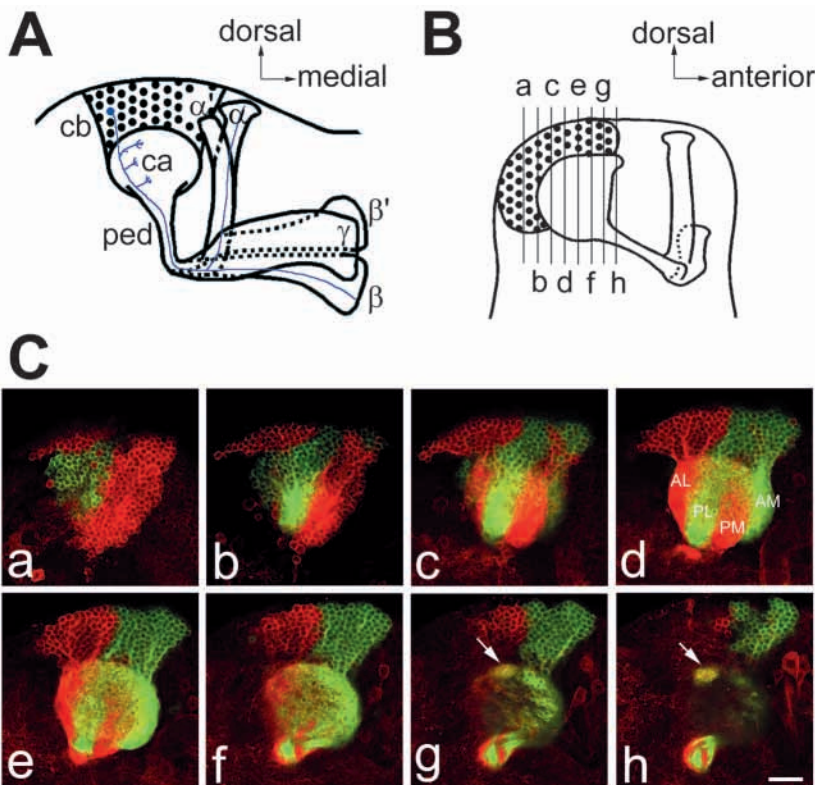 A
dorsal
medial
cb
α'
α
ca
ped
β'
γ
β
B
dorsal
anterior
a c e g
b d f h
C
a
b
c
AL
PL
PM
AM
d
e
f
g
h